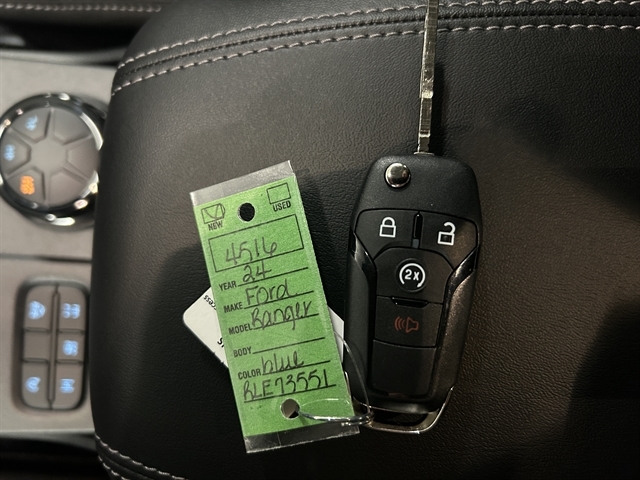 NEW
USED
4516
YEAR 24
MAKE Ford
MODEL Ranger
BODY
COLOR blue
RLE73551
2X